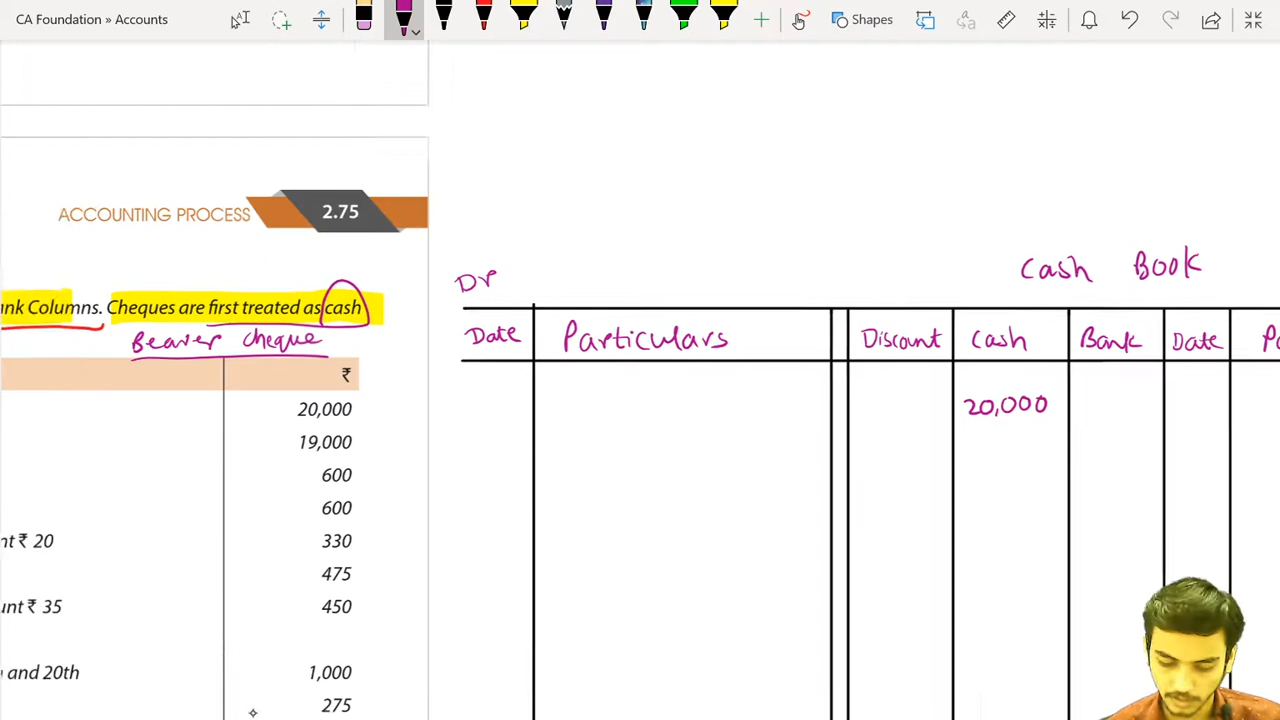 CA Foundation » Accounts
Shapes
ACCOUNTING PROCESS 2.75
nk Columns. Cheques are first treated as cash
Bearer cheque
₹
20,000
19,000
600
600
nt ₹ 20 330
475
unt ₹ 35 450
and 20th 1,000
275
Cash Book
Dr
Date Particulars Discount Cash Bank Date Pa
20,000